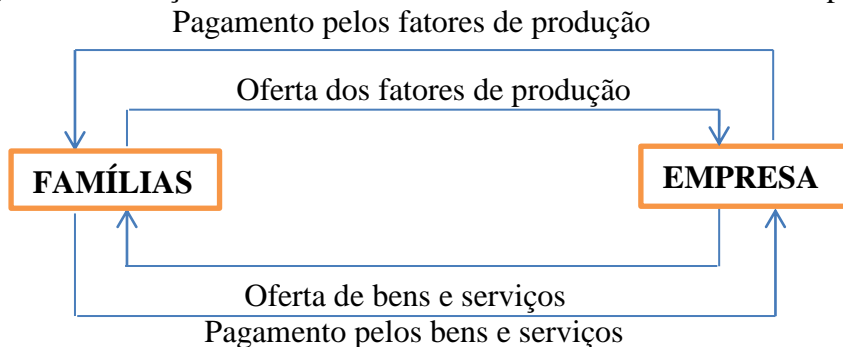 Pagamento pelos fatores de produção
Oferta dos fatores de produção
FAMÍLIAS
EMPRESA
Oferta de bens e serviços
Pagamento pelos bens e serviços